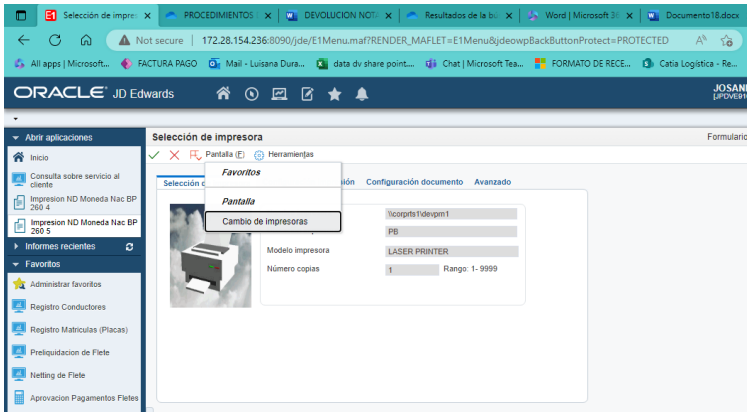 Selección de impres
PROCEDIMIENTOS
DEVOLUCION NOT
Resultados de la bú
Word | Microsoft 3
Documento18.docx
Not secure | 172.28.154.236:8090/jde/E1Menu.maf?RENDER_MAFLET=E1Menu&jdeowpBackButtonProtect=PROTECTED
All apps | Microsoft...
FACTURA PAGO
Mail - Luisana Dura...
data dv share point....
Chat | Microsoft Tea...
FORMATO DE RECE...
Catia Logística - Re...
ORACLE JD Edwards
JOSAN
[JPDVE91
Abrir aplicaciones
Inicio
Consulta sobre servicio al
cliente
Impresion ND Moneda Nac BP
260 4
Impresion ND Moneda Nac BP
260 5
Informes recientes
Favoritos
Administrar favoritos
Registro Conductores
Registro Matriculas (Placas)
Preliquidacion de Flete
Netting de Flete
Aprovacion Pagamentos Fletes
Selección de impresora
Formulario
Pantalla (F)
Herramientas
Favoritos
Pantalla
Cambio de impresoras
Selección d
ión
Configuración documento
Avanzado
\\corprts1\devprn1
PB
Modelo impresora
LASER PRINTER
Número copias
1
Rango: 1- 9999